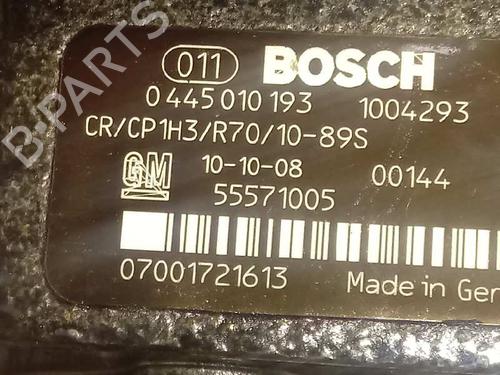 011 BOSCH
0 445 010 193 1004293
CR/CP1H3/R70/10-89S
GM 10-10-08 00144
55571005
07001721613 Made in Ger
B-PARTS